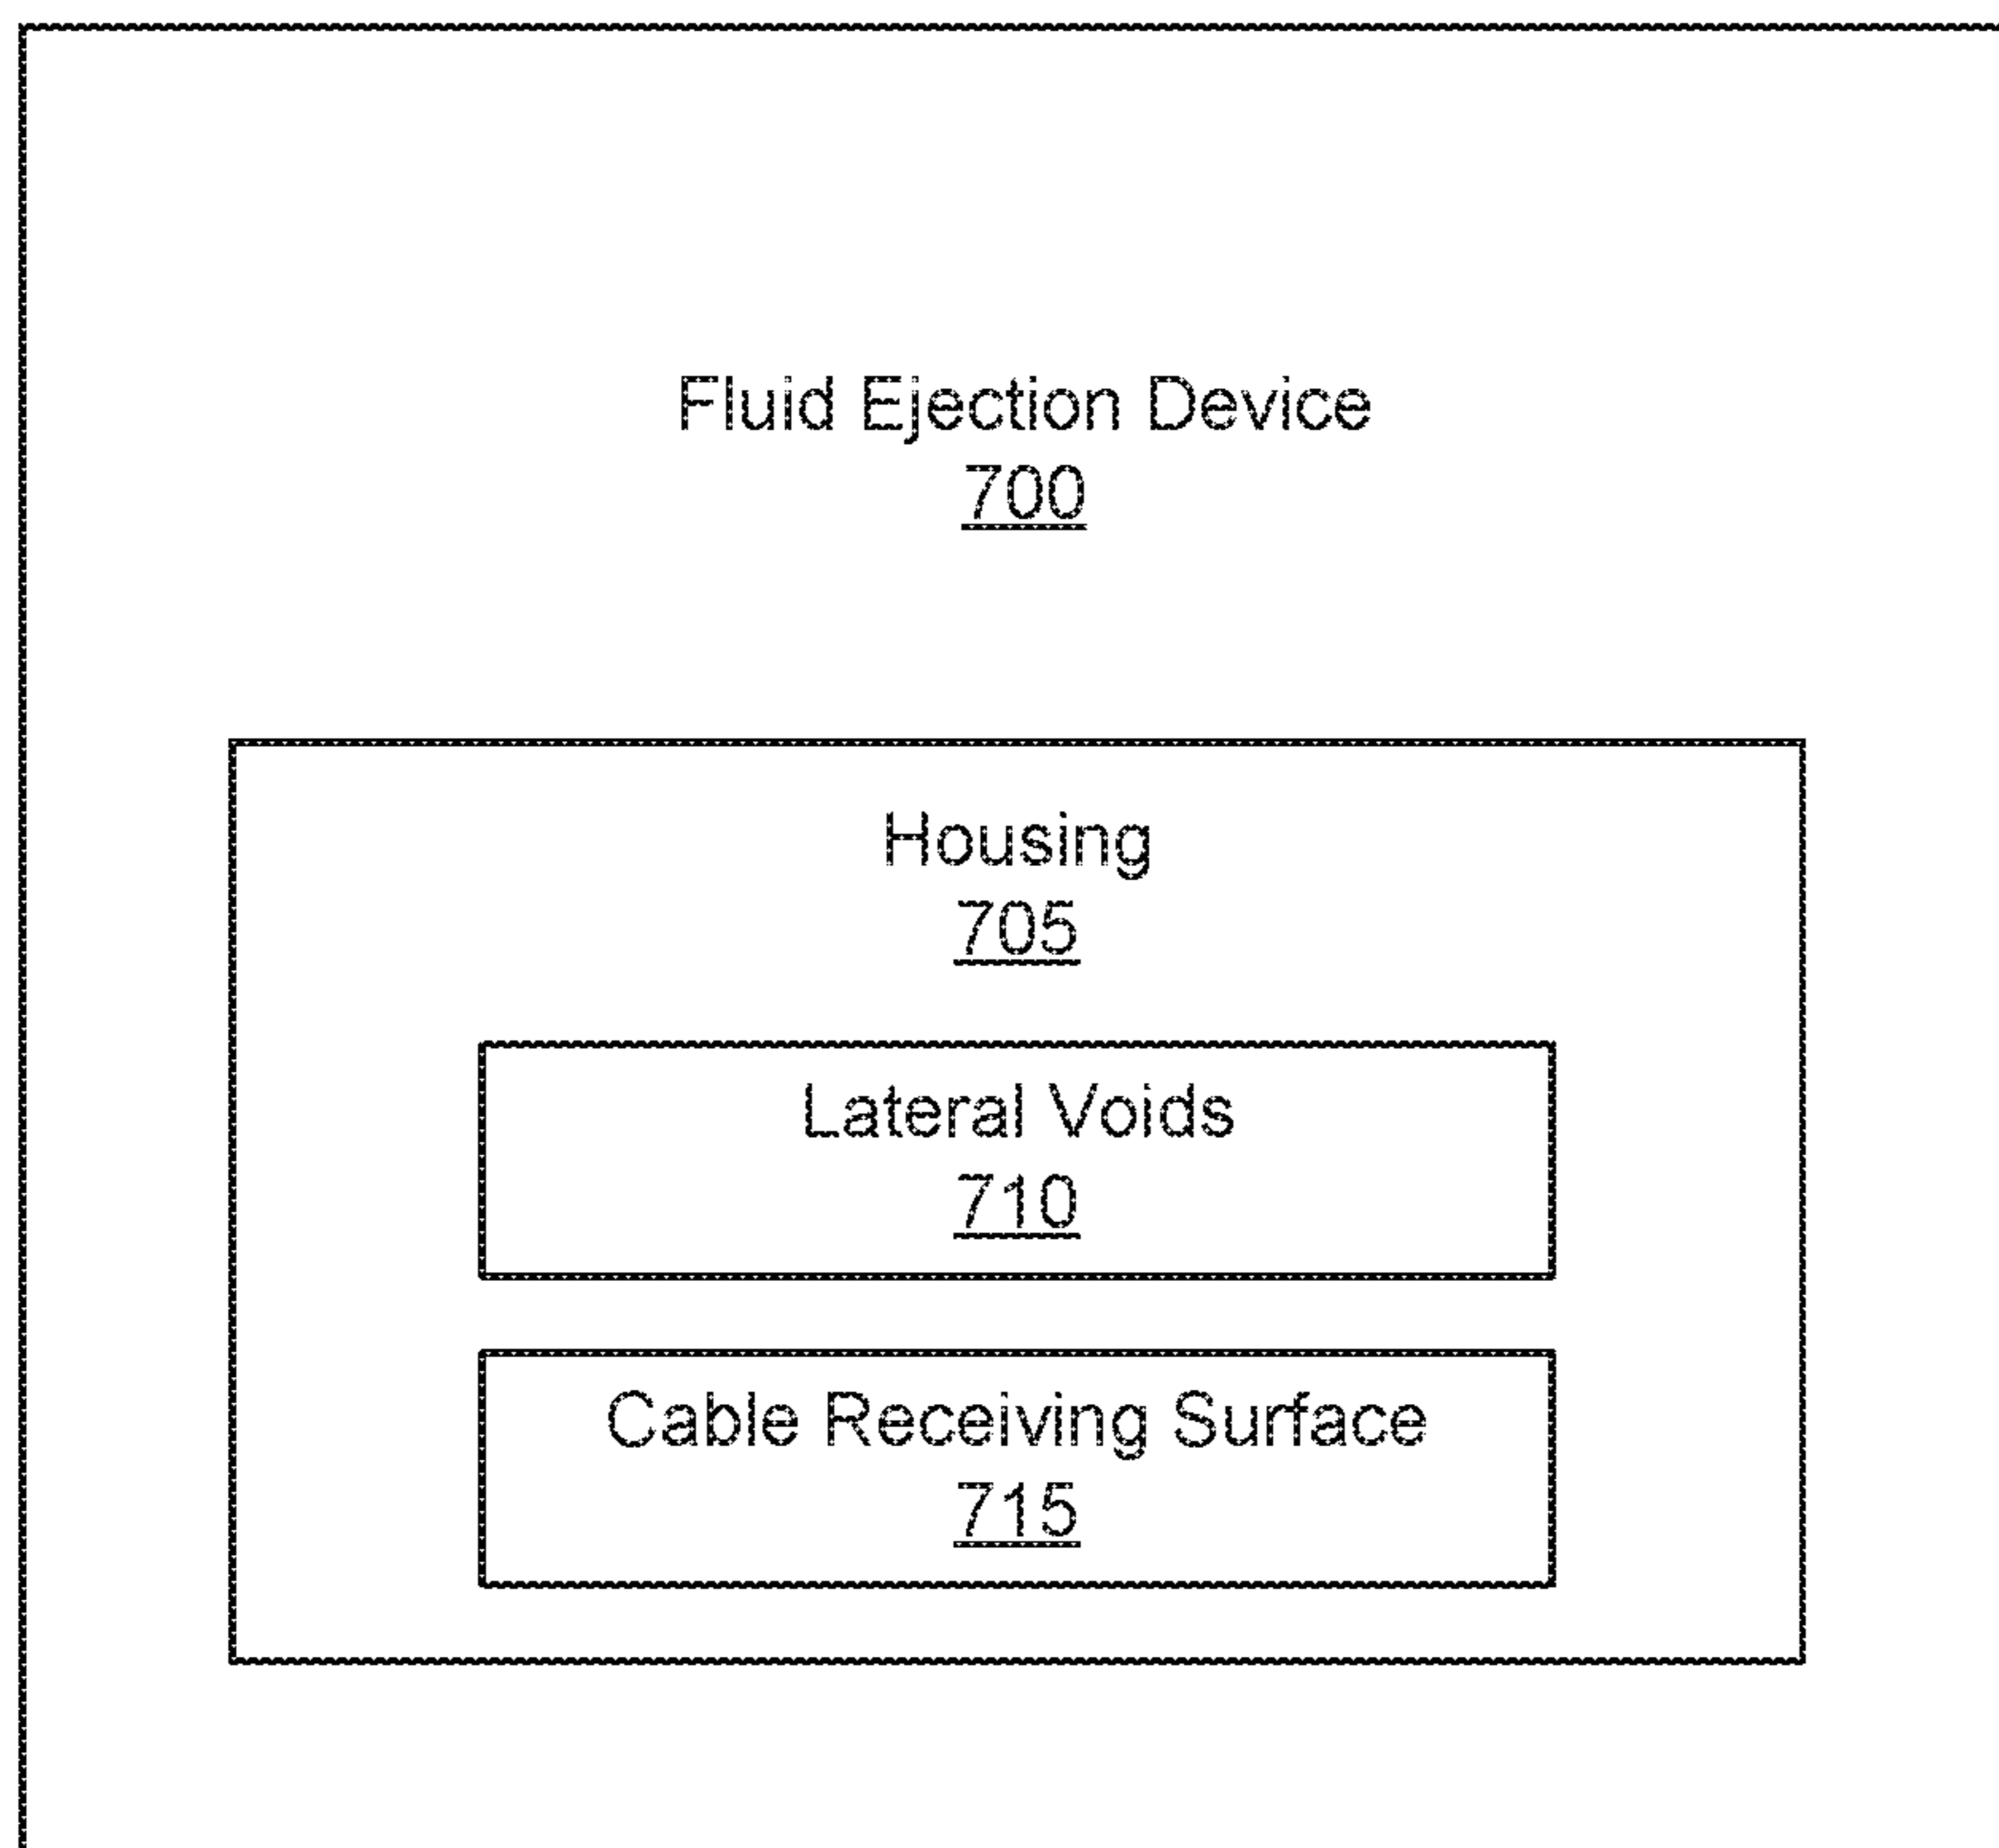 Fluid Ejection Device
700
Housing
705
Lateral Voids
710
Cable Receiving Surface
715